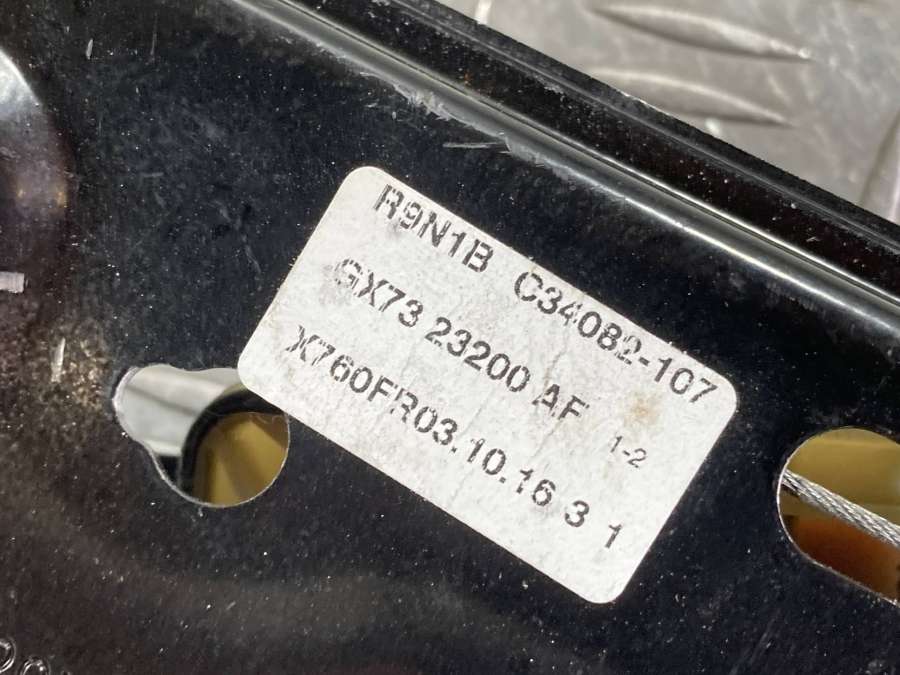 R9N1B C34082-107
GX73 23200 AF 1-2
X760FR03.10.16 3 1